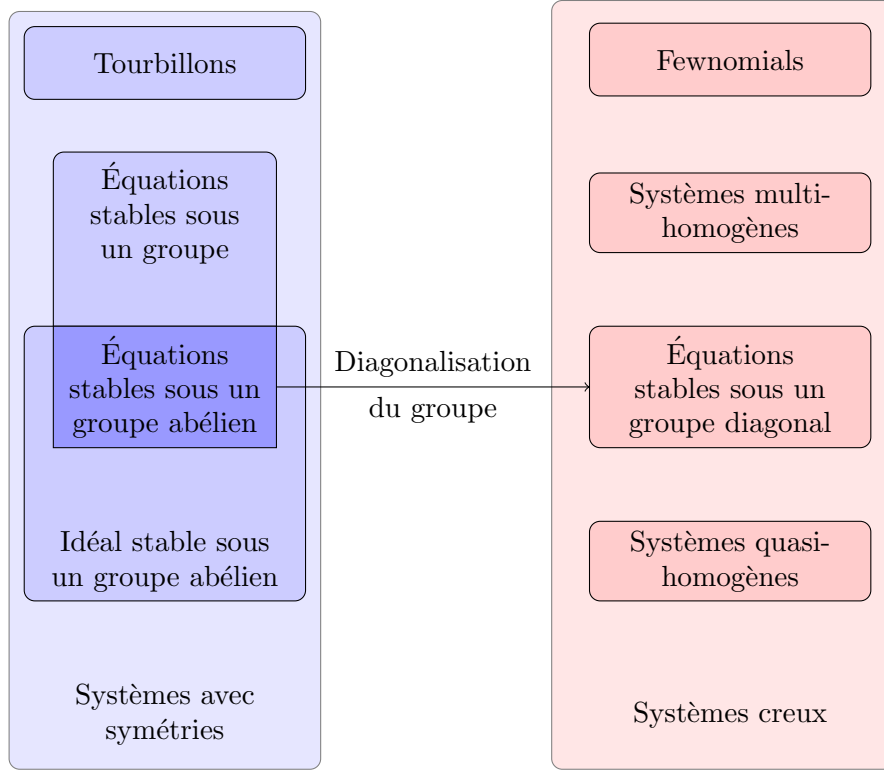 Tourbillons
Équations
stables sous
un groupe
Équations
stables sous un
groupe abélien
Idéal stable sous
un groupe abélien
Systèmes avec
symétries
Diagonalisation
du groupe
Fewnomials
Systèmes multi-
homogènes
Équations
stables sous un
groupe diagonal
Systèmes quasi-
homogènes
Systèmes creux